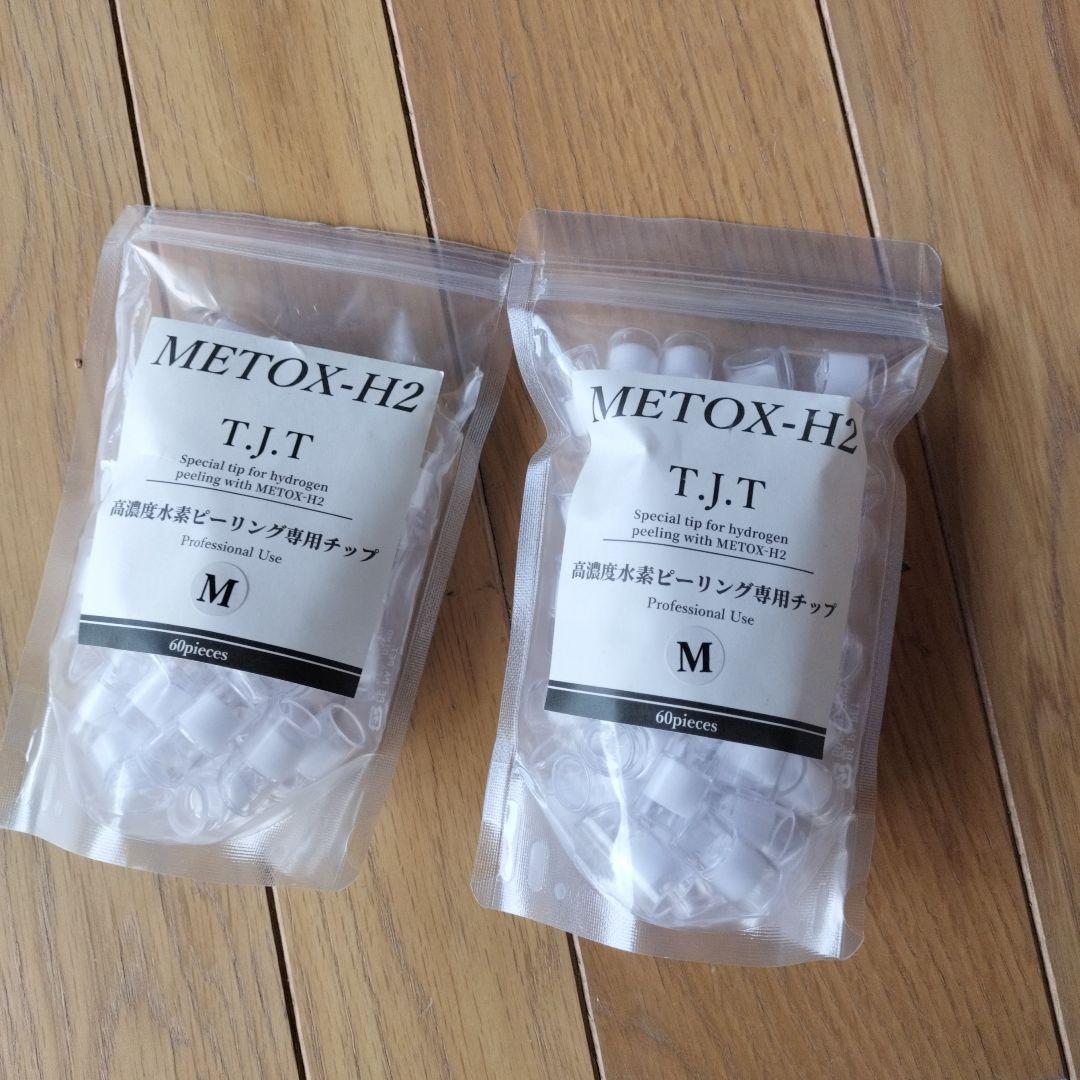 METOX-H2
T.J.T
Special tip for hydrogen
peeling with METOX-H2
高濃度水素ピーリング専用チップ
Professional Use
M
60pieces
METOX-H2
T.J.T
Special tip for hydrogen
peeling with METOX-H2
高濃度水素ピーリング専用チップ
Professional Use
M
60pieces